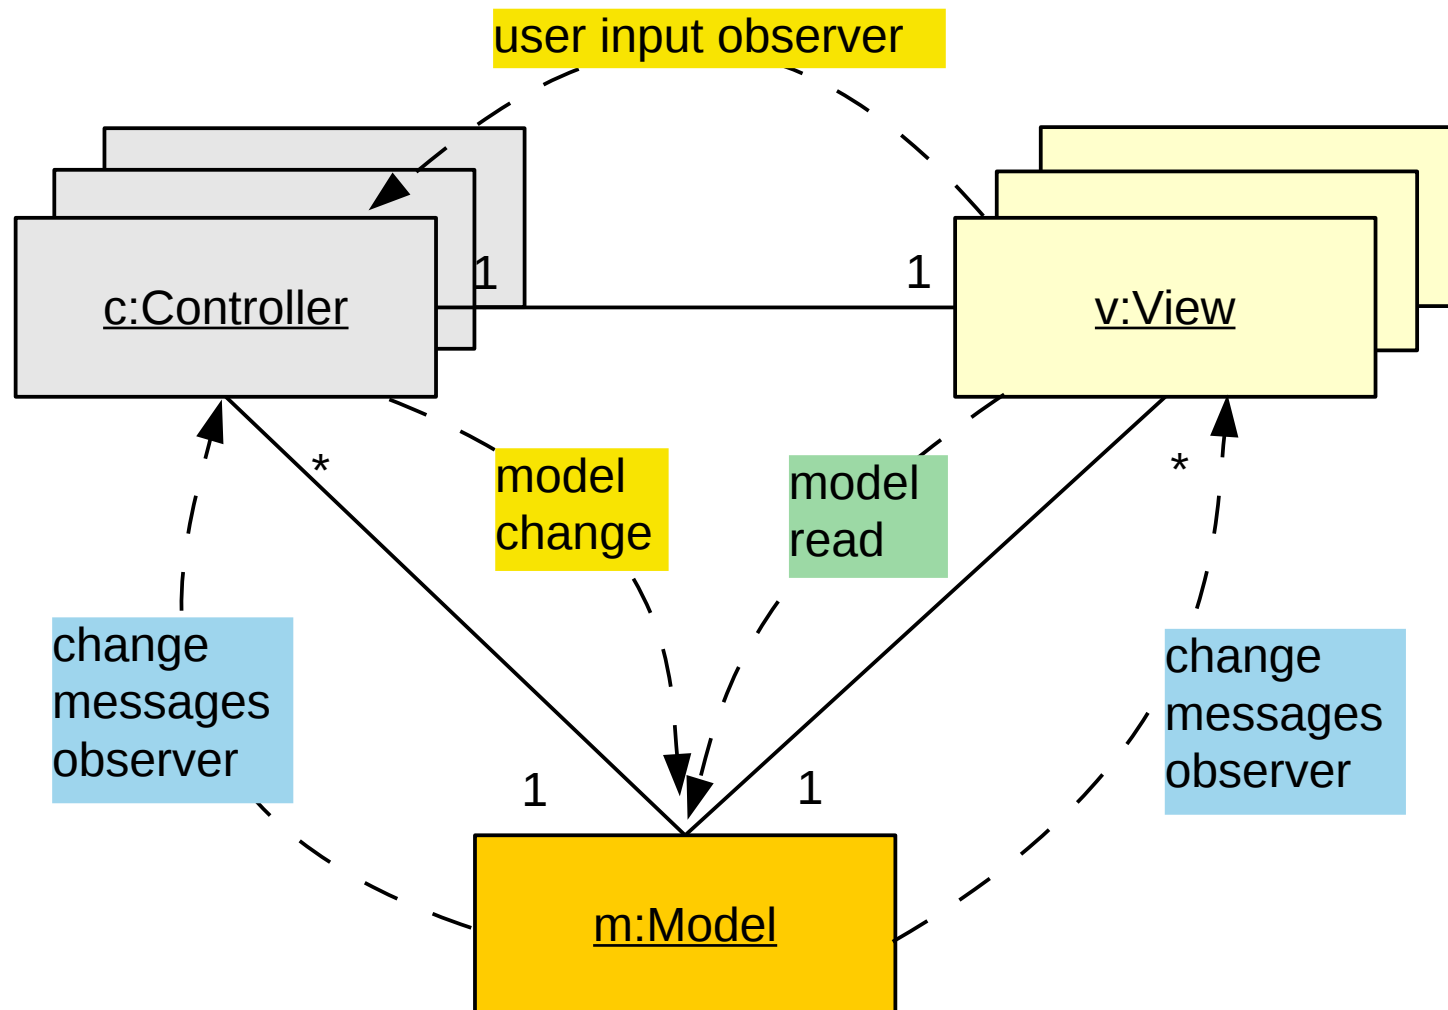 user input observer
1
1
c:Controller
v:View
*
*
model
change
model
read
change
messages
observer
change
messages
observer
1
1
m:Model